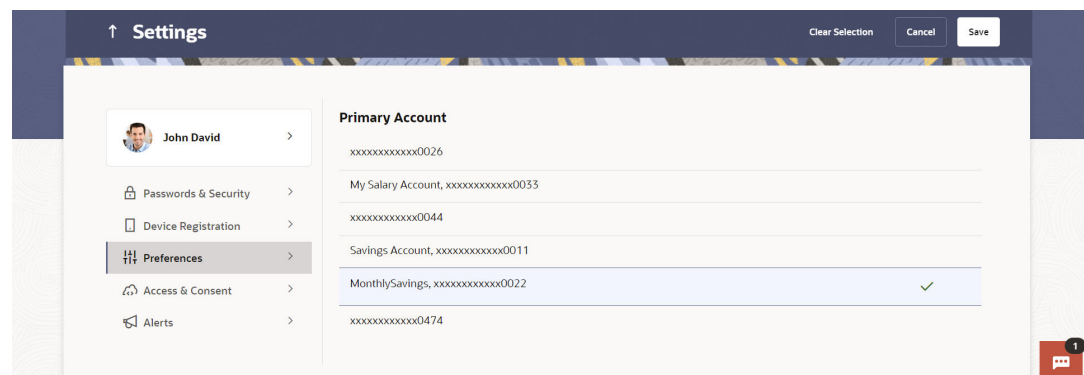 Settings
Clear Selection
Cancel
Save
John David
Passwords & Security
Device Registration
Preferences
Access & Consent
Alerts
Primary Account
xxxxxxxxxxxx0026
My Salary Account, xxxxxxxxxxxx0033
xxxxxxxxxxxx0044
Savings Account, xxxxxxxxxxxx0011
MonthlySavings, xxxxxxxxxxxx0022
xxxxxxxxxxxx0474
1